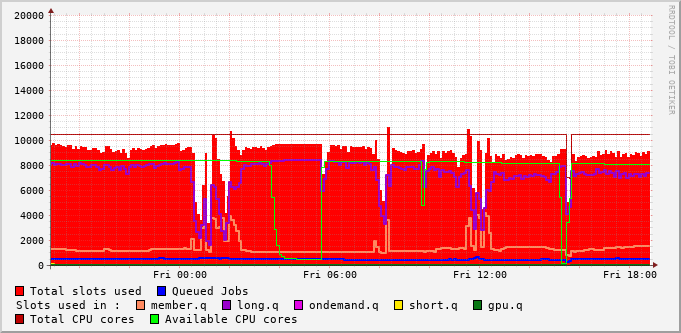 RRDTOOL / TOBI OETIKER
20000
18000
16000
14000
12000
10000
8000
6000
4000
2000
0
Fri 00:00 Fri 06:00 Fri 12:00 Fri 18:00
Total slots used Queued Jobs
Slots used in : member.q long.q ondemand.q short.q gpu.q
Total CPU cores Available CPU cores